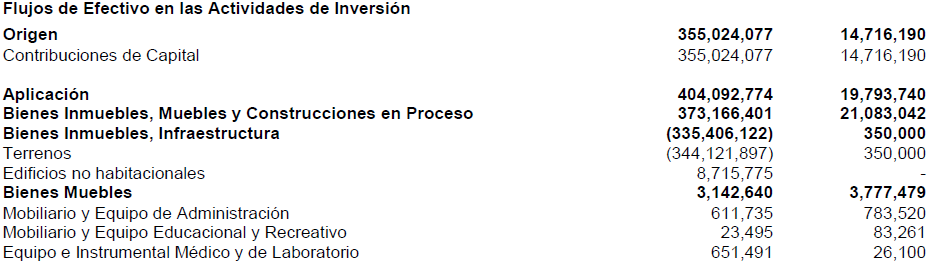 Flujos de Efectivo en las Actividades de Inversión
Origen 355,024,077 14,716,190
Contribuciones de Capital 355,024,077 14,716,190
Aplicación 404,092,774 19,793,740
Bienes Inmuebles, Muebles y Construcciones en Proceso 373,166,401 21,083,042
Bienes Inmuebles, Infraestructura (335,406,122) 350,000
Terrenos (344,121,897) 350,000
Edificios no habitacionales 8,715,775 -
Bienes Muebles 3,142,640 3,777,479
Mobiliario y Equipo de Administración 611,735 783,520
Mobiliario y Equipo Educacional y Recreativo 23,495 83,261
Equipo e Instrumental Médico y de Laboratorio 651,491 26,100